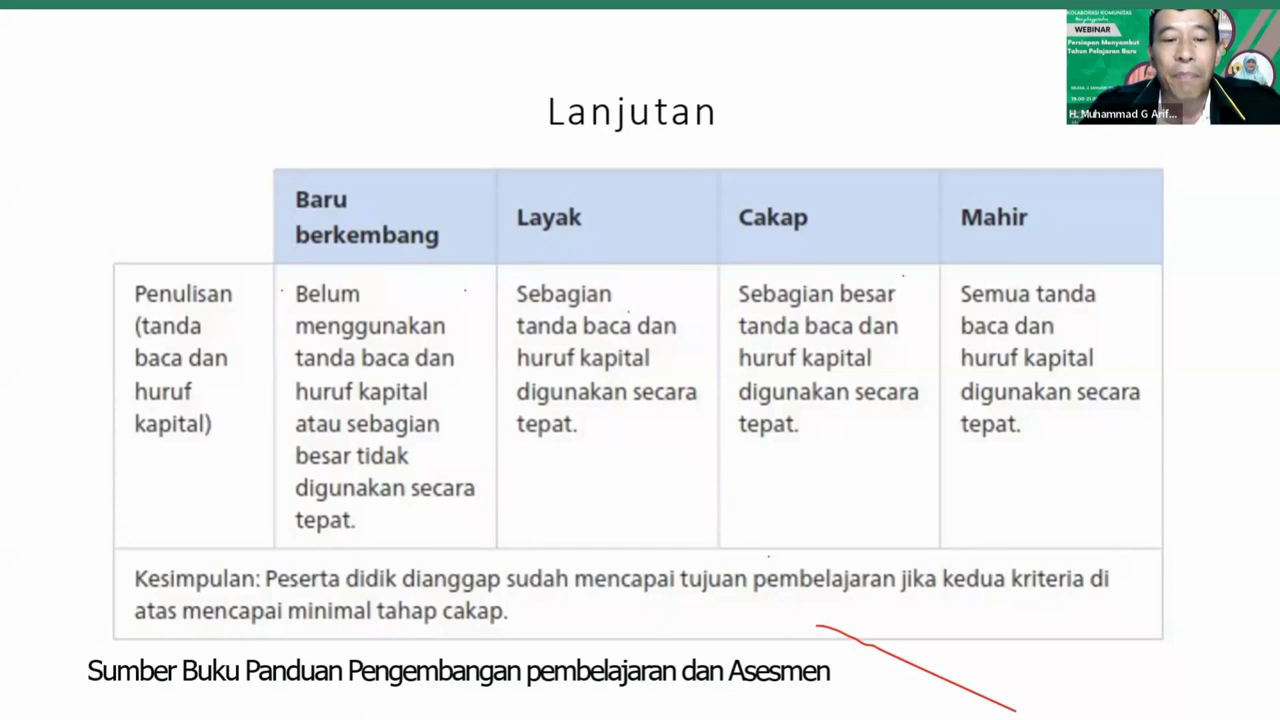 KOLABORASI KOMUNITAS
WEBINAR
Persiapan Menyambut
Tahun Pelajaran Baru
H. Muhammad G Arif...
Lanjutan
Baru
berkembang
Layak
Cakap
Mahir
Penulisan
(tanda
baca dan
huruf
kapital)
Belum
menggunakan
tanda baca dan
huruf kapital
atau sebagian
besar tidak
digunakan secara
tepat.
Sebagian
tanda baca dan
huruf kapital
digunakan secara
tepat.
Sebagian besar
tanda baca dan
huruf kapital
digunakan secara
tepat.
Semua tanda
baca dan
huruf kapital
digunakan secara
tepat.
Kesimpulan: Peserta didik dianggap sudah mencapai tujuan pembelajaran jika kedua kriteria di
atas mencapai minimal tahap cakap.
Sumber Buku Panduan Pengembangan pembelajaran dan Asesmen